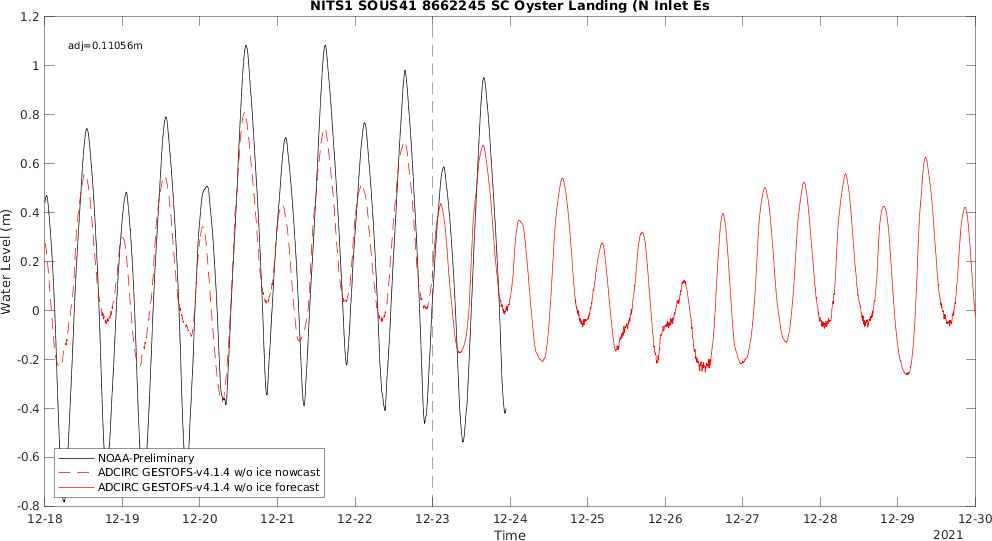 NITS1 SOUS41 8662245 SC Oyster Landing (N Inlet Es
adj=0.11056m
Water Level (m)
1.2
1
0.8
0.6
0.4
0.2
0
-0.2
-0.4
-0.6
-0.8
NOAA-Preliminary
ADCIRC GESTOFS-v4.1.4 w/o ice nowcast
ADCIRC GESTOFS-v4.1.4 w/o ice forecast
12-18 12-19 12-20 12-21 12-22 12-23 12-24 12-25 12-26 12-27 12-28 12-29 12-30
Time
2021